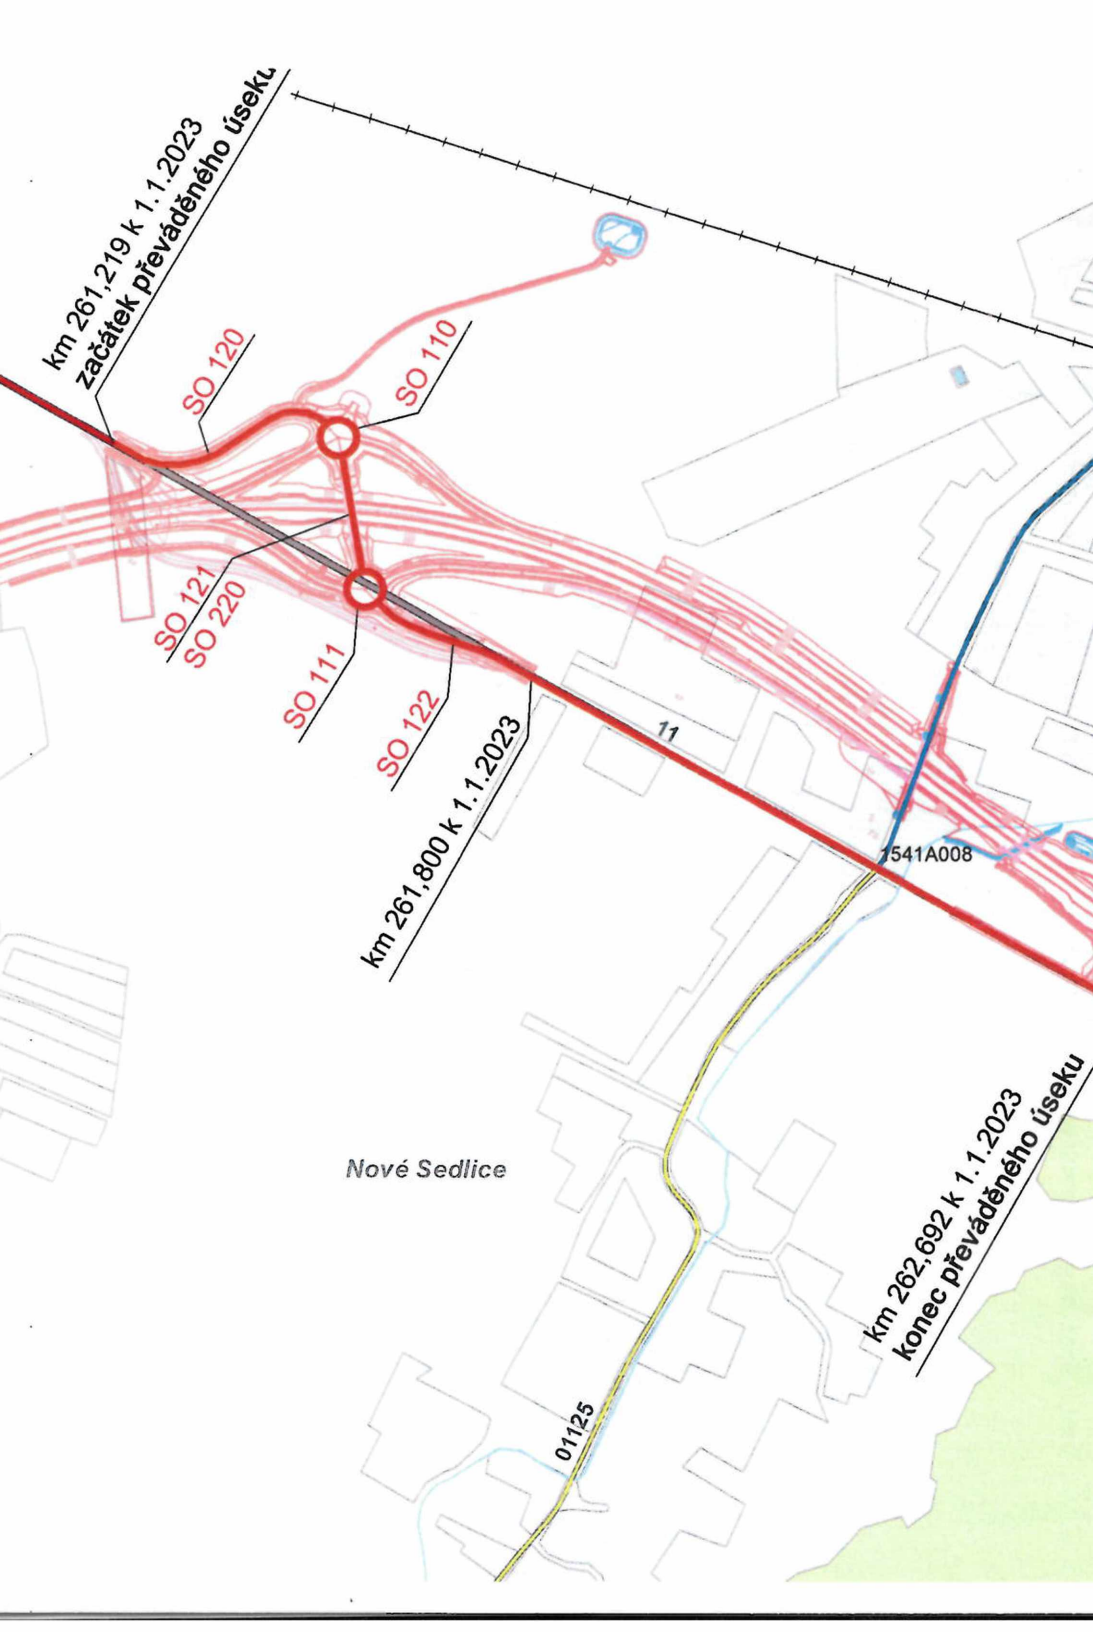 km 261,219 k 1.1.2023
začátek převáděného úseku
SO 120
SO 110
SO 121
SO 220
SO 111
SO 122
km 261,800 k 1.1.2023
11
1541A008
Nové Sedlice
01125
km 262,692 k 1.1.2023
konec převáděného úseku